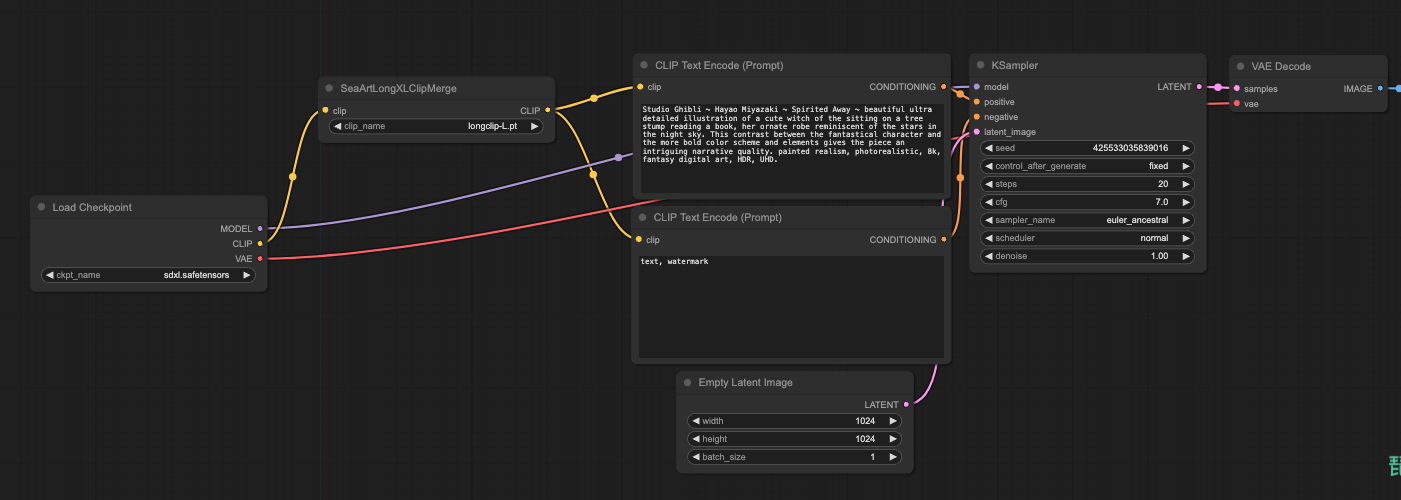 Load Checkpoint
MODEL
CLIP
VAE
ckpt_name sdxl.safetensors
SeaArtLongXLClipMerge
clip CLIP
clip_name longclip-L.pt
CLIP Text Encode (Prompt)
clip CONDITIONING
Studio Ghibli ~ Hayao Miyazaki ~ Spirited Away ~ beautiful ultra
detailed illustration of a cute witch of the sitting on a tree
stump reading a book, her ornate robe reminiscent of the stars in
the night sky. This contrast between the fantastical character and
the more bold color scheme and elements gives the piece an
intriguing narrative quality. painted realism, photorealistic, 8k,
fantasy digital art, HDR, UHD.
CLIP Text Encode (Prompt)
clip CONDITIONING
text, watermark
Empty Latent Image
LATENT
width 1024
height 1024
batch_size 1
KSampler
model LATENT
positive
negative
latent_image
seed 425533035839016
control_after_generate fixed
steps 20
cfg 7.0
sampler_name euler_ancestral
scheduler normal
denoise 1.00
VAE Decode
samples IMAGE
vae